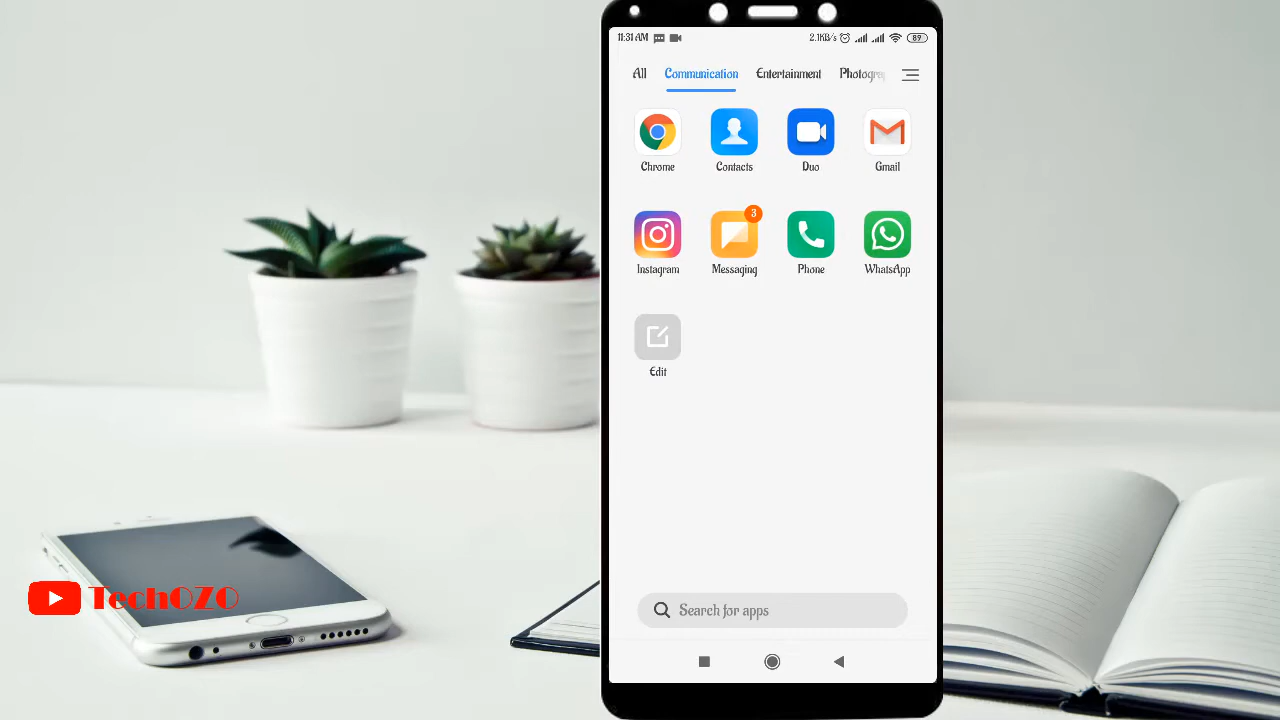 11:31 AM 2.1KB/s 89
All Communication Entertainment Photogra
Chrome Contacts Duo Gmail
3
Instagram Messaging Phone WhatsApp
Edit
Search for apps
TechOZO